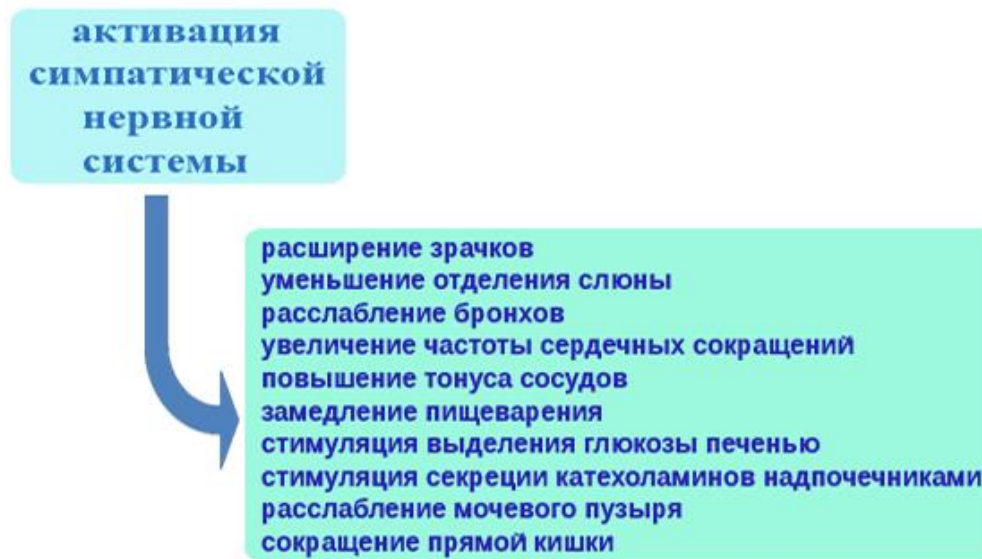 активация
симпатической
нервной
системы
расширение зрачков
уменьшение отделения слюны
расслабление бронхов
увеличение частоты сердечных сокращений
повышение тонуса сосудов
замедление пищеварения
стимуляция выделения глюкозы печенью
стимуляция секреции катехоламинов надпочечниками
расслабление мочевого пузыря
сокращение прямой кишки